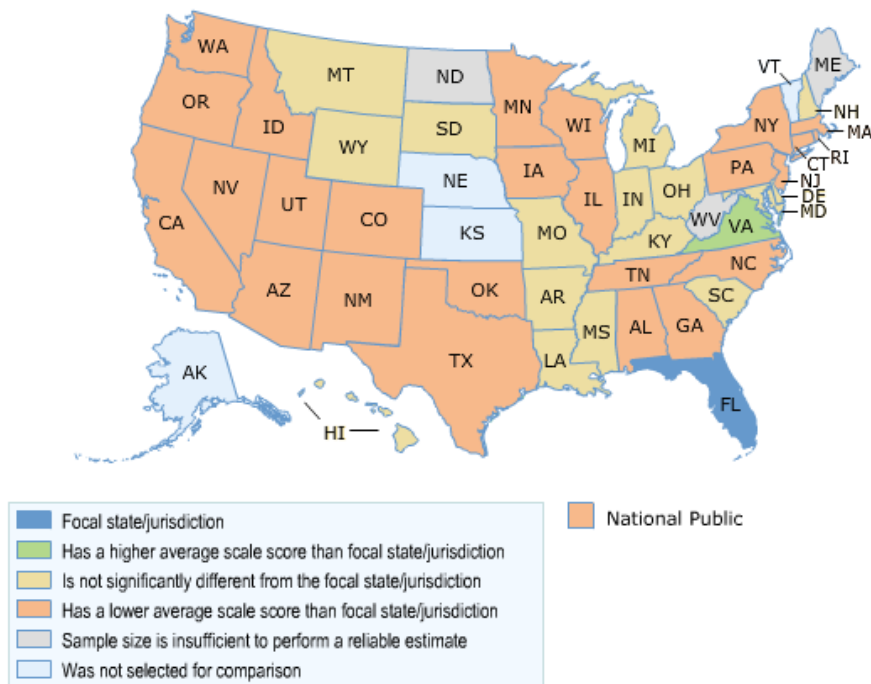 WA
MT
ND
MN
VT
ME
OR
ID
WY
SD
WI
MI
NY
NH
MA
RI
CT
NV
UT
CO
NE
IA
IL
IN
OH
PA
NJ
DE
MD
CA
KS
MO
KY
WV
VA
AZ
NM
OK
AR
TN
NC
SC
TX
LA
MS
AL
GA
AK
HI
FL
Focal state/jurisdiction
Has a higher average scale score than focal state/jurisdiction
Is not significantly different from the focal state/jurisdiction
Has a lower average scale score than focal state/jurisdiction
Sample size is insufficient to perform a reliable estimate
Was not selected for comparison
National Public